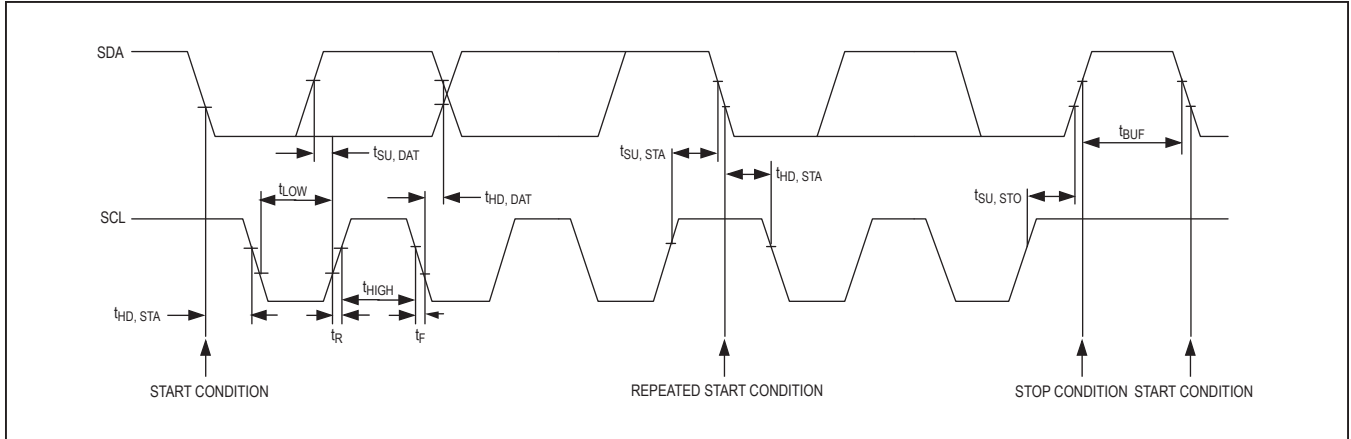 SDA
tSU, DAT
tLOW
tHD, DAT
tSU, STA
tHD, STA
tBUF
tSU, STO
SCL
tHIGH
tHD, STA
tR
tF
START CONDITION
REPEATED START CONDITION
STOP CONDITION
START CONDITION